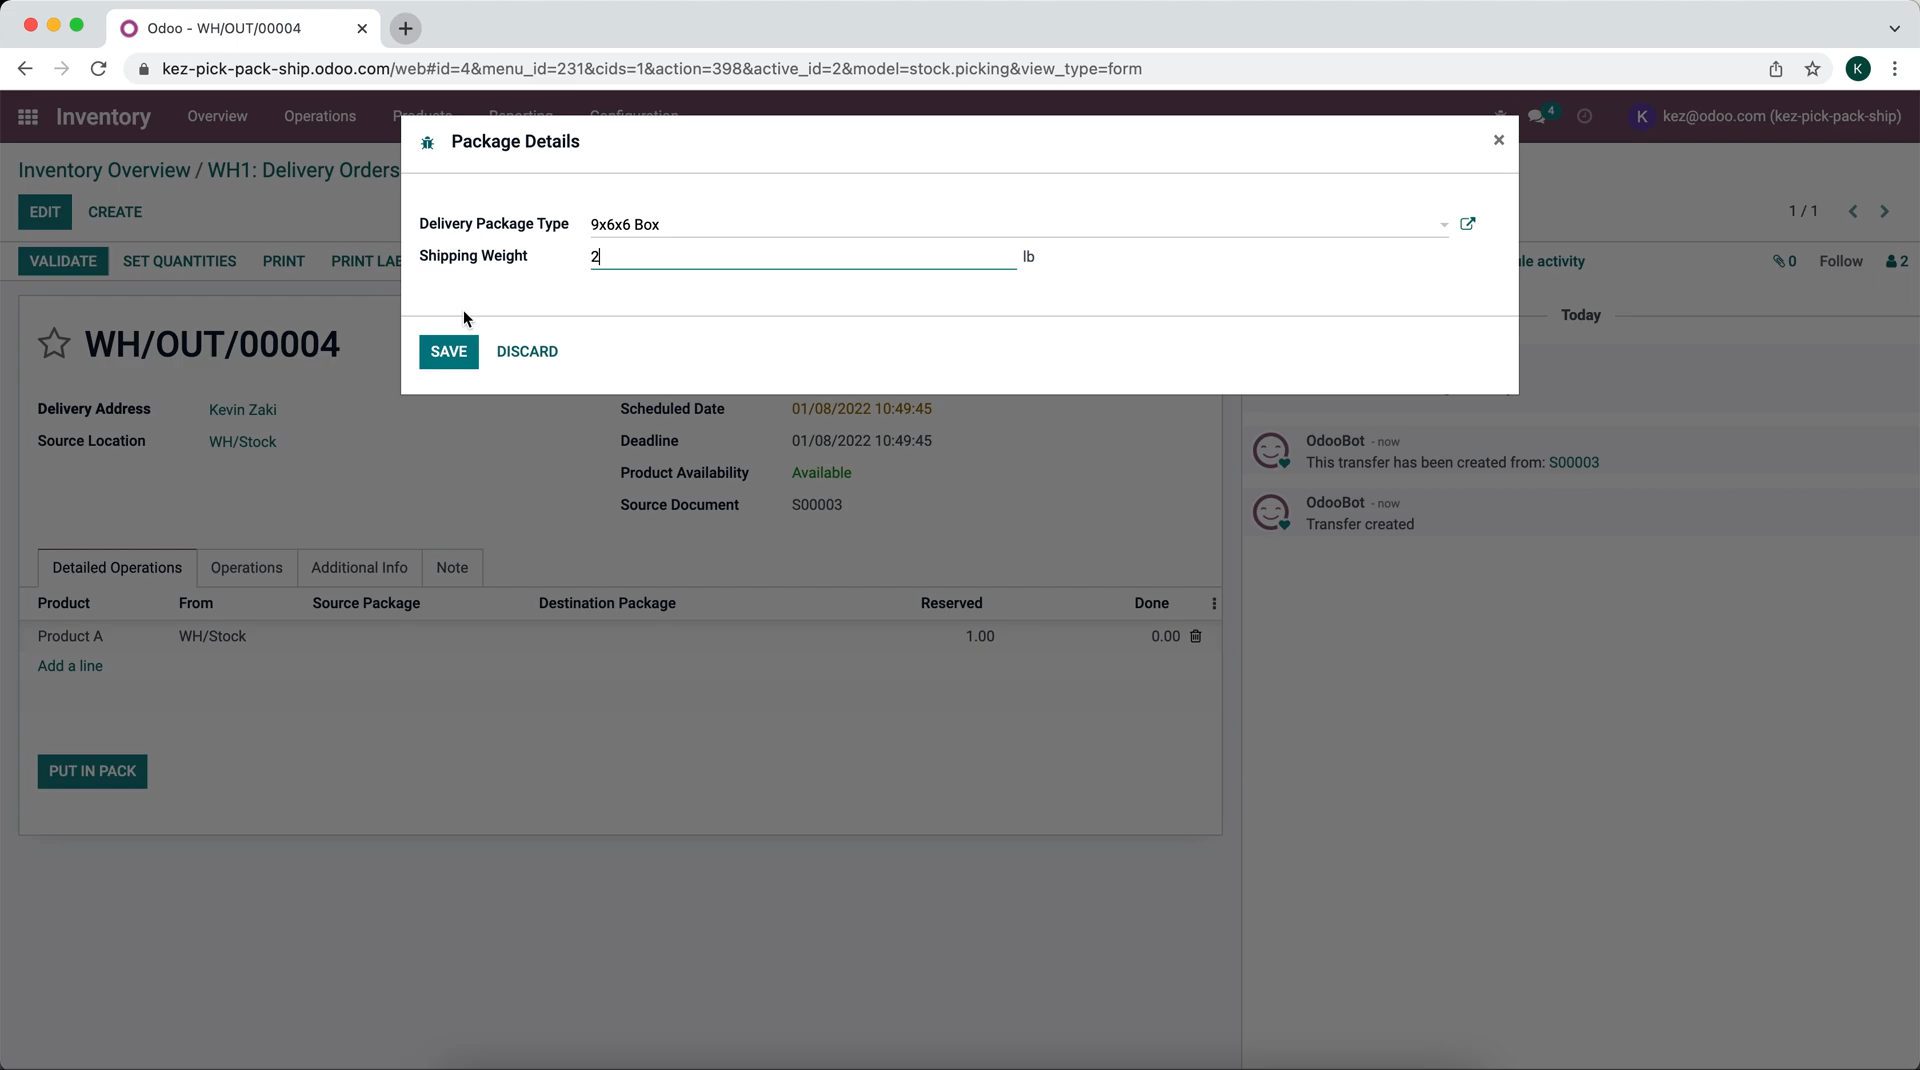 Odoo - WH/OUT/00004
kez-pick-pack-ship.odoo.com/web#id=4&menu_id=231&cids=1&action=398&active_id=2&model=stock.picking&view_type=form
K
Inventory
Overview
Operations
Products
Reporting
Configuration
4
K
kez@odoo.com (kez-pick-pack-ship)
Package Details
Inventory Overview / WH1: Delivery Orders
EDIT
CREATE
1 / 1
Delivery Package Type
9x6x6 Box
Shipping Weight
2
lb
VALIDATE
SET QUANTITIES
PRINT
PRINT LAB
ule activity
0
Follow
2
SAVE
DISCARD
Today
WH/OUT/00004
Delivery Address
Kevin Zaki
Source Location
WH/Stock
Scheduled Date
01/08/2022 10:49:45
Deadline
01/08/2022 10:49:45
Product Availability
Available
Source Document
S00003
OdooBot - now
This transfer has been created from: S00003
OdooBot - now
Transfer created
Detailed Operations
Operations
Additional Info
Note
Product
From
Source Package
Destination Package
Reserved
Done
Product A
WH/Stock
1.00
0.00
Add a line
PUT IN PACK